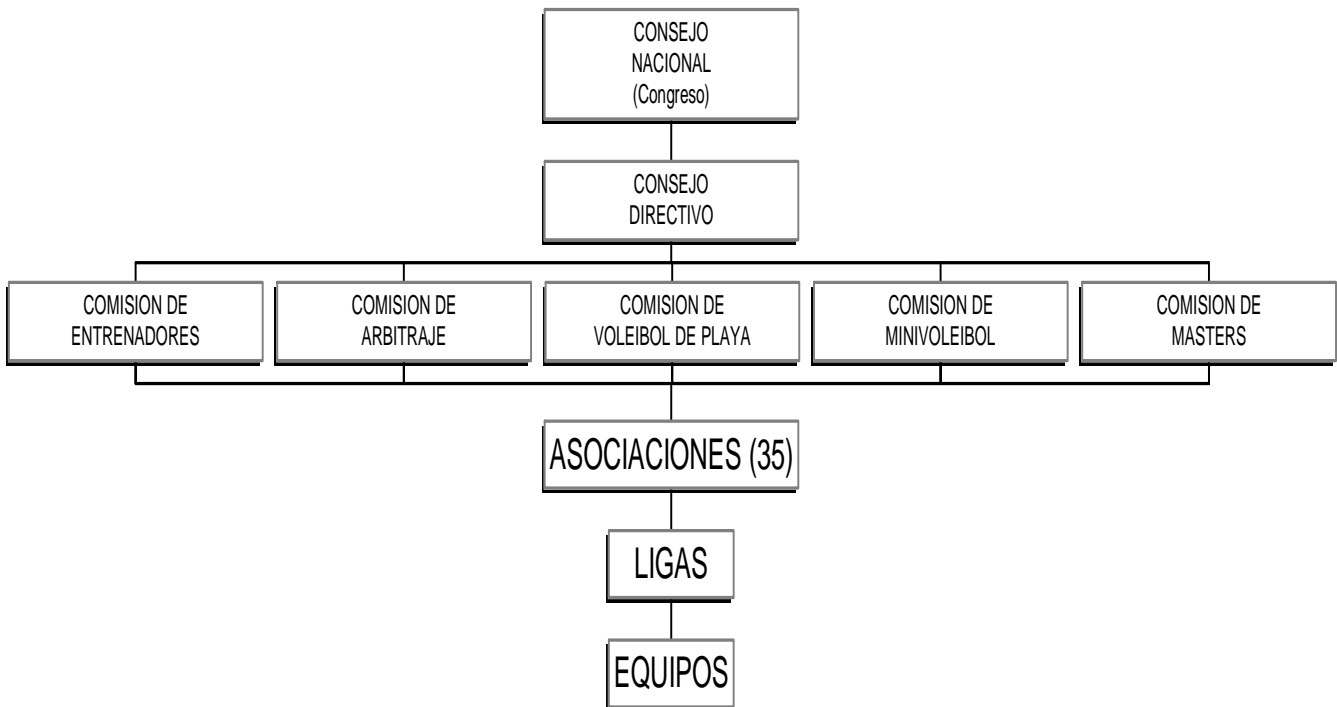 CONSEJO
NACIONAL
(Congreso)
CONSEJO
DIRECTIVO
COMISION DE
ENTRENADORES
COMISION DE
ARBITRAJE
COMISION DE
VOLEIBOL DE PLAYA
COMISION DE
MINIVOLEIBOL
COMISION DE
MASTERS
ASOCIACIONES (35)
LIGAS
EQUIPOS